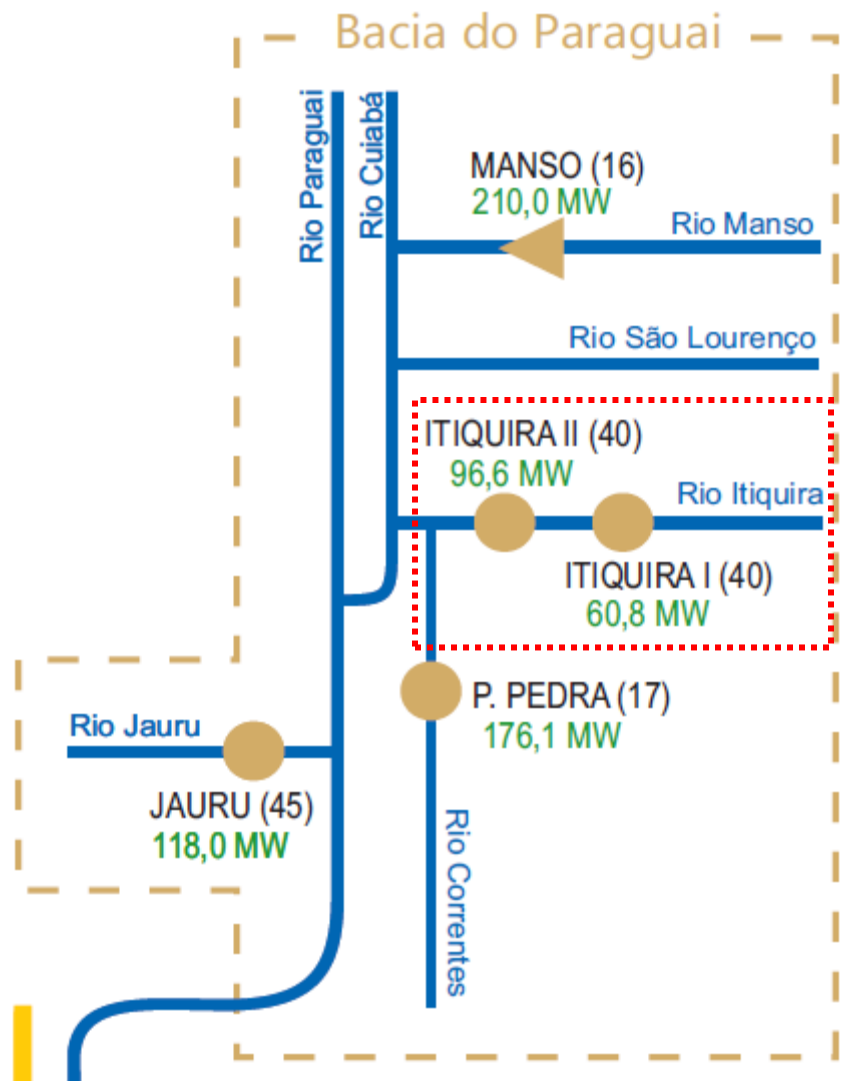 Bacia do Paraguai
Rio Paraguai
Rio Cuiabá
MANSO (16)
210,0 MW
Rio Manso
Rio São Lourenço
ITIQUIRA II (40)
96,6 MW
Rio Itiquira
ITIQUIRA I (40)
60,8 MW
P. PEDRA (17)
176,1 MW
Rio Jauru
JAURU (45)
118,0 MW
Rio Correntes